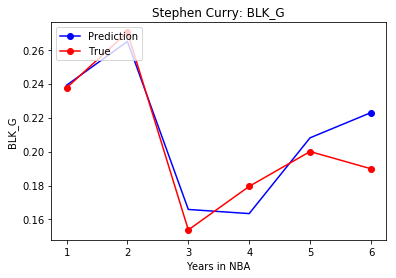 Stephen Curry: BLK_G
Prediction
True
0.26
0.24
0.22
0.20
0.18
0.16
BLK_G
1 2 3 4 5 6
Years in NBA